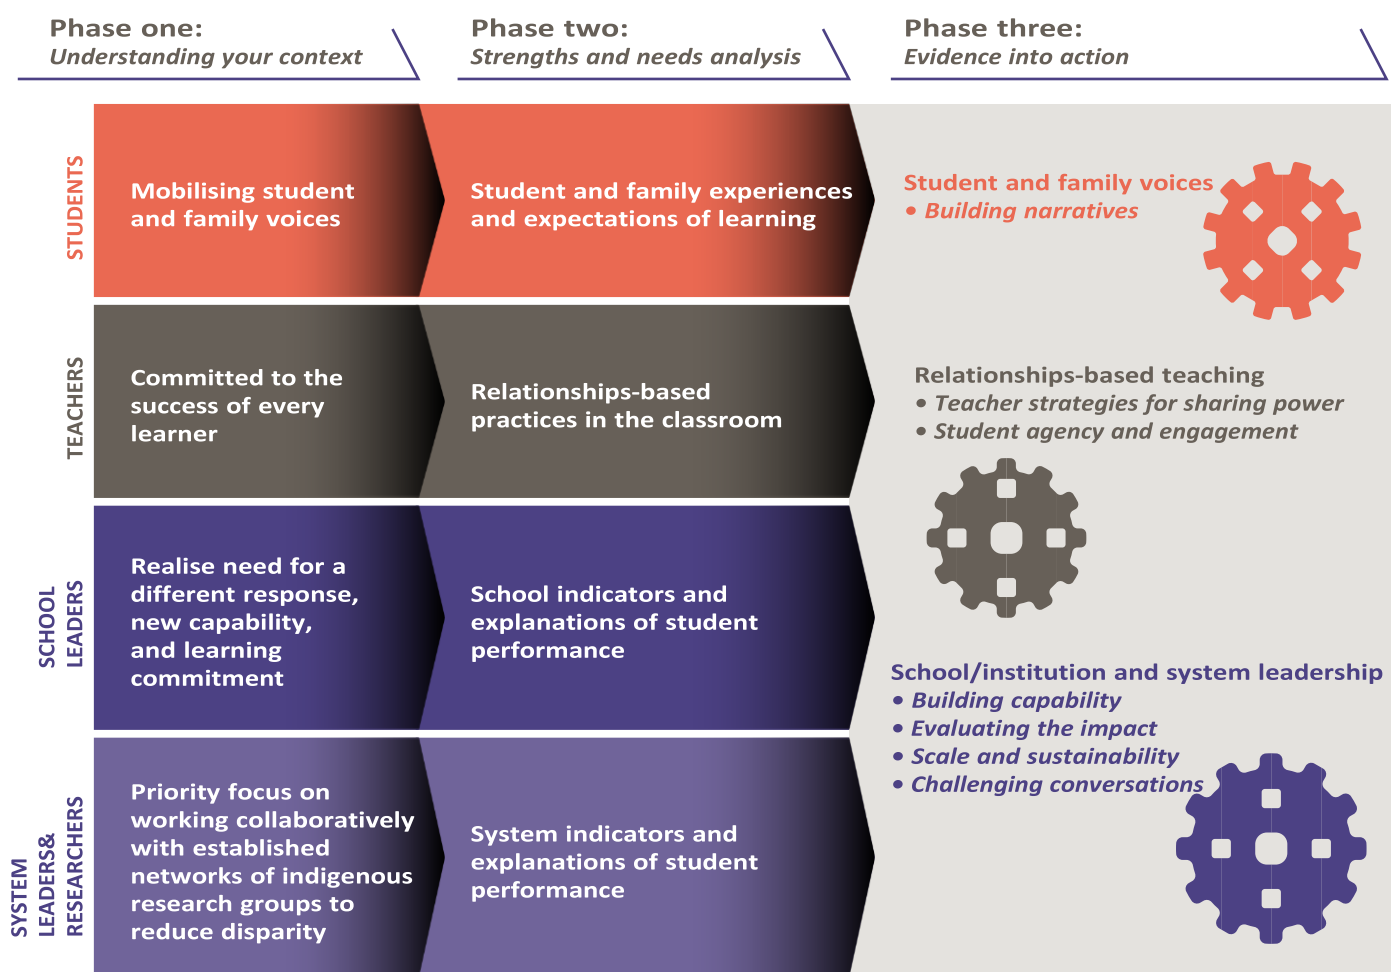 Phase one:
Understanding your context
Phase two:
Strengths and needs analysis
Phase three:
Evidence into action
STUDENTS
Mobilising student
and family voices
Student and family experiences
and expectations of learning
Student and family voices
• Building narratives
TEACHERS
Committed to the
success of every
learner
Relationships-based
practices in the classroom
Relationships-based teaching
• Teacher strategies for sharing power
• Student agency and engagement
SCHOOL
LEADERS
Realise need for a
different response,
new capability,
and learning
commitment
School indicators and
explanations of student
performance
School/institution and system leadership
• Building capability
• Evaluating the impact
• Scale and sustainability
• Challenging conversations
SYSTEM
LEADERS&
RESEARCHERS
Priority focus on
working collaboratively
with established
networks of indigenous
research groups to
reduce disparity
System indicators and
explanations of student
performance